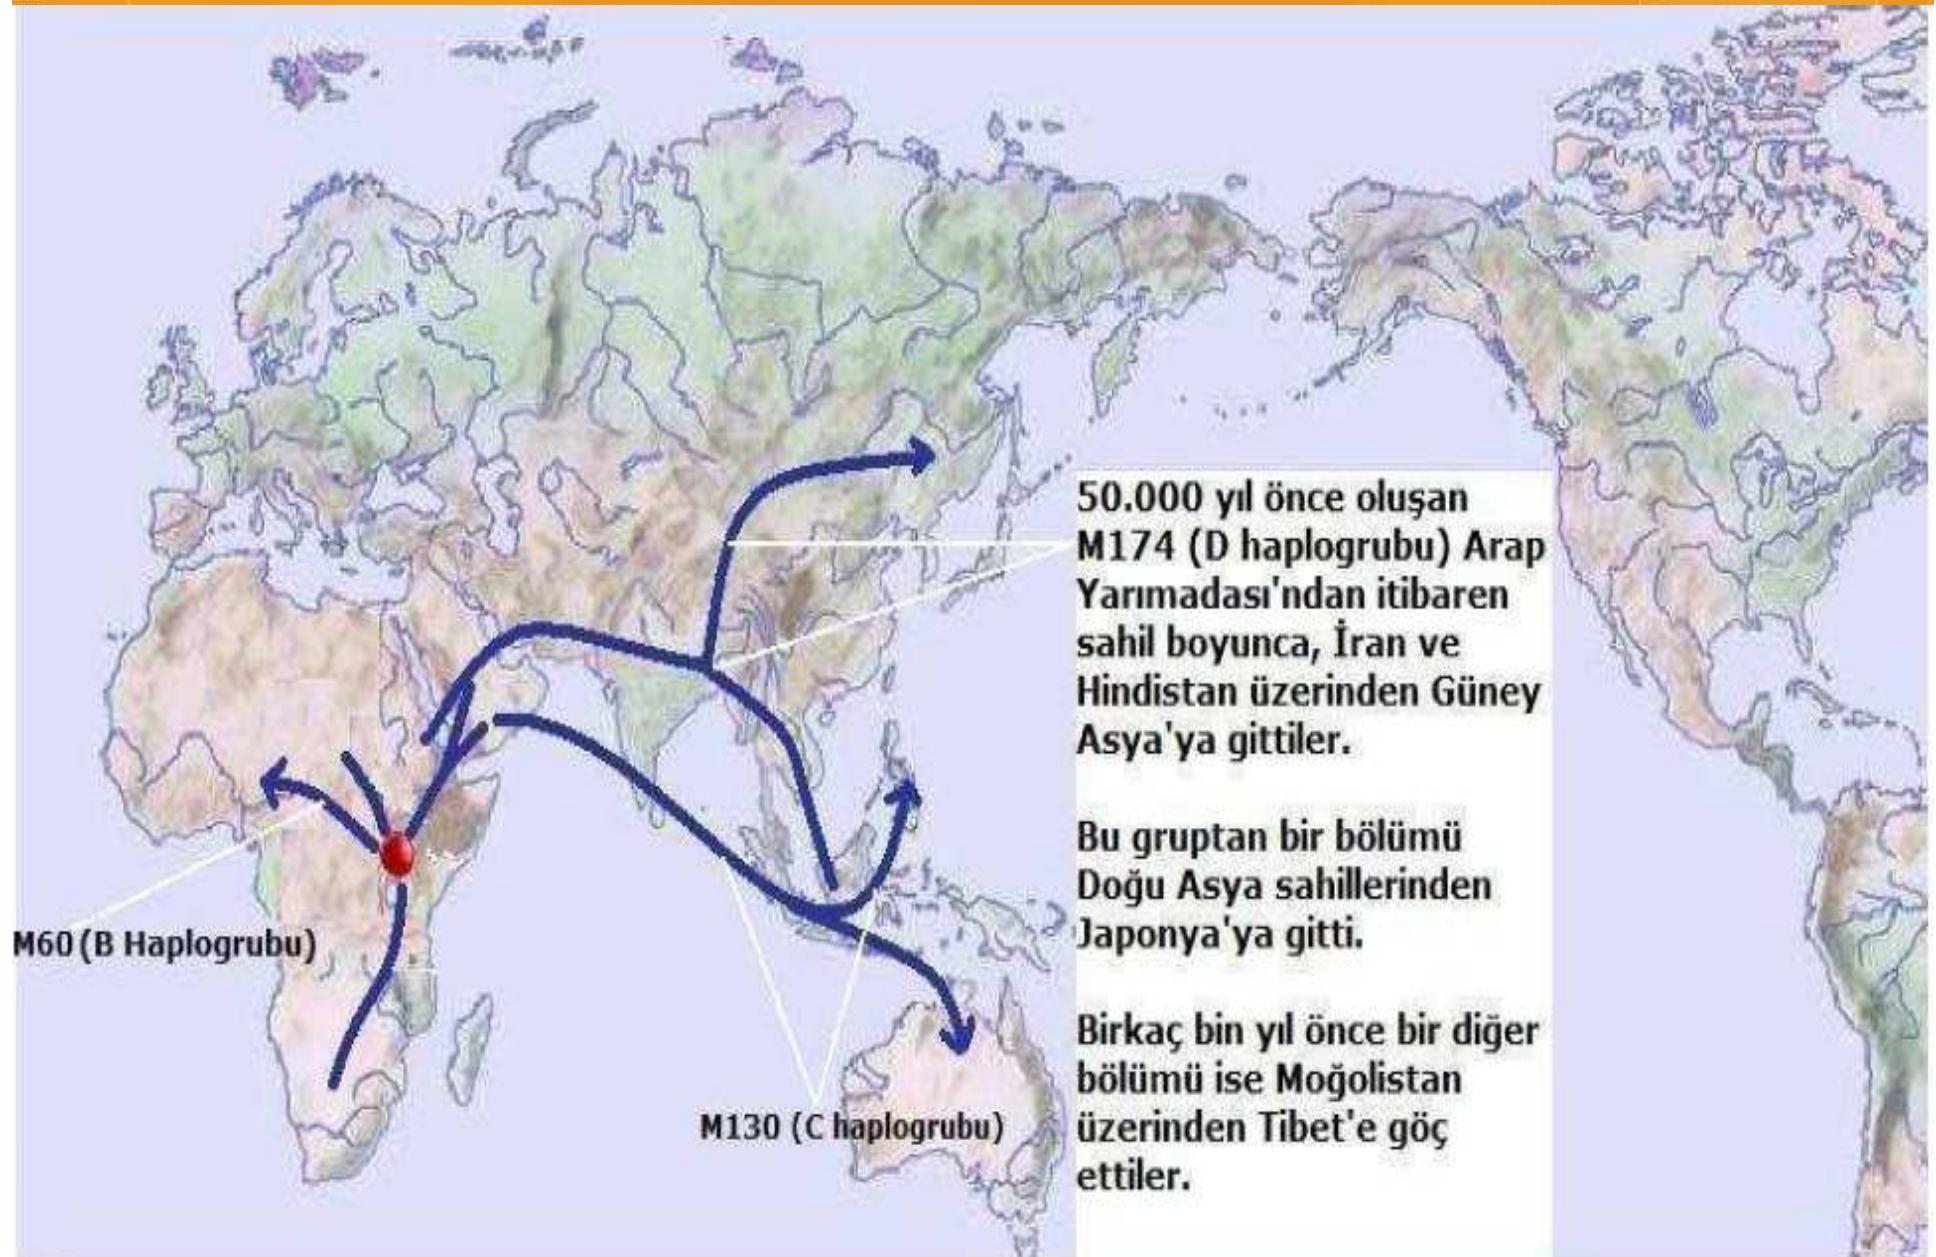 50.000 yıl önce oluşan
M174 (D haplogrubu) Arap
Yarımadası'ndan itibaren
sahil boyunca, İran ve
Hindistan üzerinden Güney
Asya'ya gittiler.
Bu gruptan bir bölümü
Doğu Asya sahillerinden
Japonya'ya gitti.
Birkaç bin yıl önce bir diğer
bölümü ise Moğolistan
üzerinden Tibet'e göç
ettiler.
M60 (B Haplogrubu)
M130 (C haplogrubu)